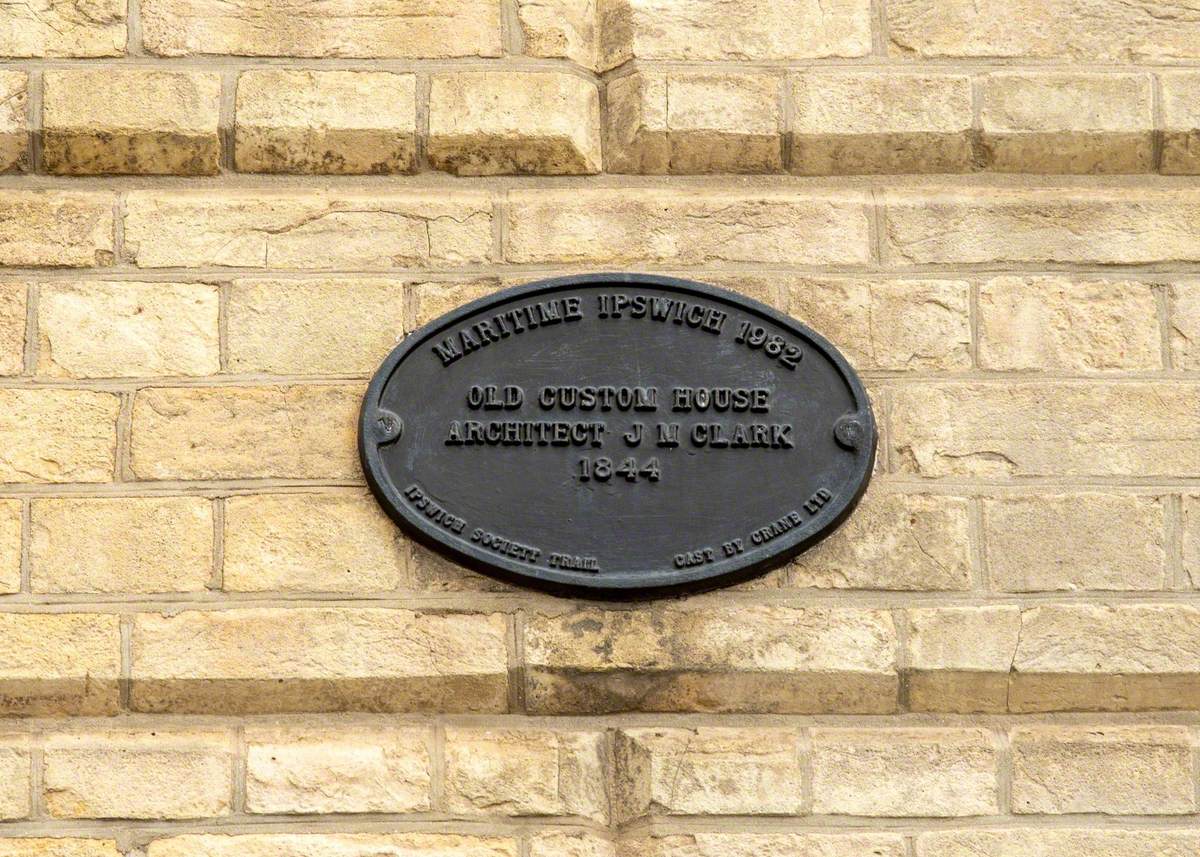 MARITIME IPSWICH 1982
OLD CUSTOM HOUSE
ARCHITECT J M CLARK
1844
IPSWICH SOCIETY TRAIL
CAST BY CRANE LTD